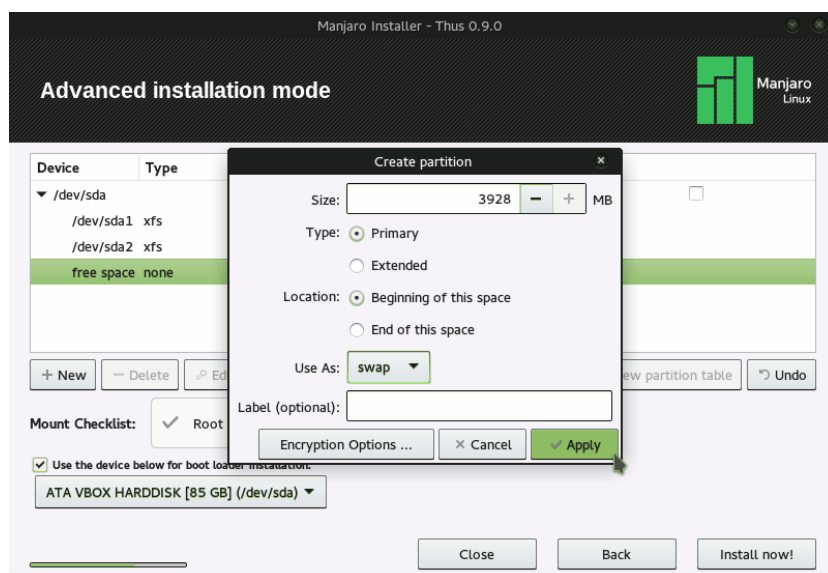 Manjaro Installer - Thus 0.9.0
Advanced installation mode
Manjaro
Linux
Device Type
Create partition
/dev/sda
/dev/sda1 xfs
/dev/sda2 xfs
free space none
Size: 3928 MB
Type: Primary
Extended
Location: Beginning of this space
End of this space
Use As: swap
Label (optional):
Encryption Options ... Cancel Apply
New Delete Ed ew partition table Undo
Mount Checklist: Root
Use the device below for boot loader installation:
ATA VBOX HARDDISK [85 GB] (/dev/sda)
Close Back Install now!